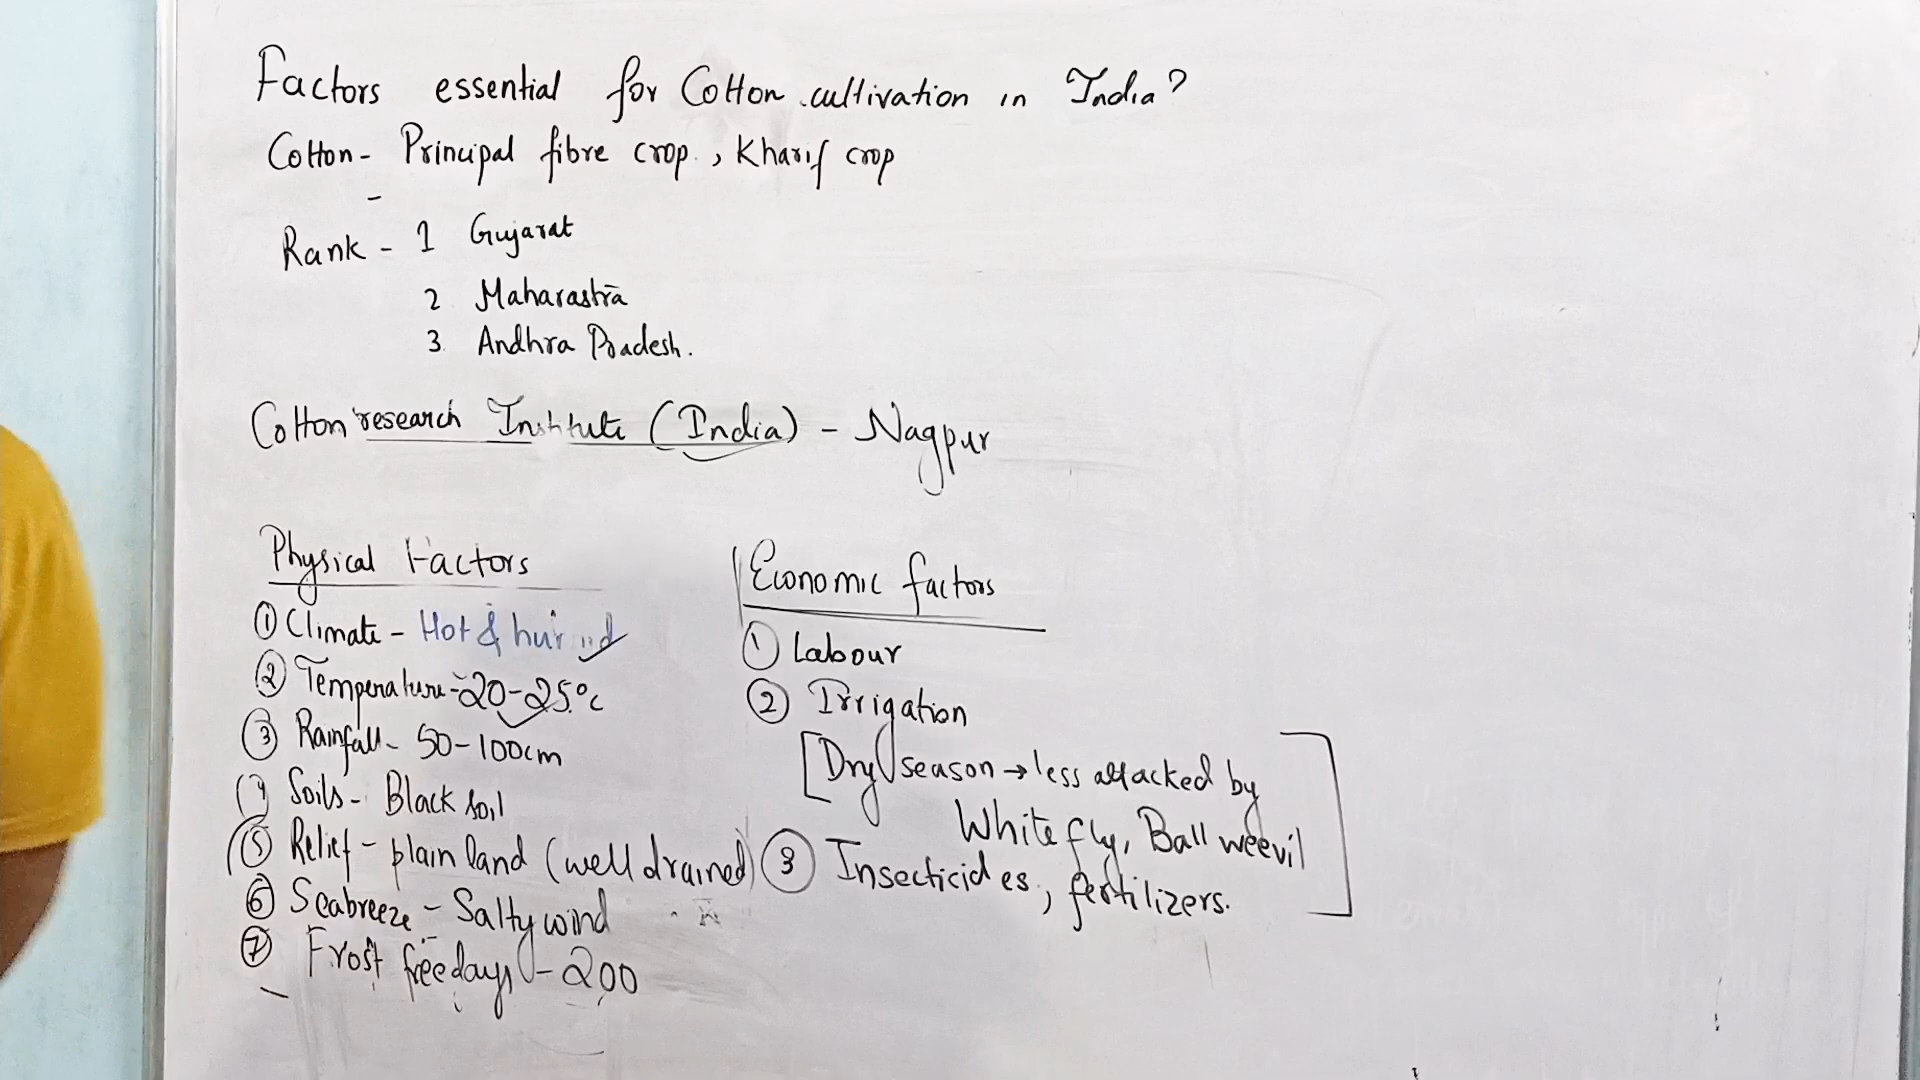 Factors essential for Cotton cultivation in India?
Cotton - Principal fibre crop, Kharif crop
Rank - 1 Gujarat
2 Maharastra
3 Andhra Pradesh.
Cotton research Institute (India) - Nagpur
Physical Factors
① Climate - Hot & humid
② Temperature - 20-25°c
③ Rainfall - 50-100cm
④ Soils - Black soil
⑤ Relief - plain land (well drained)
⑥ Seabreeze - Salty wind
⑦ Frost free days - 200
Economic factors
① Labour
② Irrigation
[Dry season → less attacked by
White fly, Ball weevil]
③ Insecticides, fertilizers.